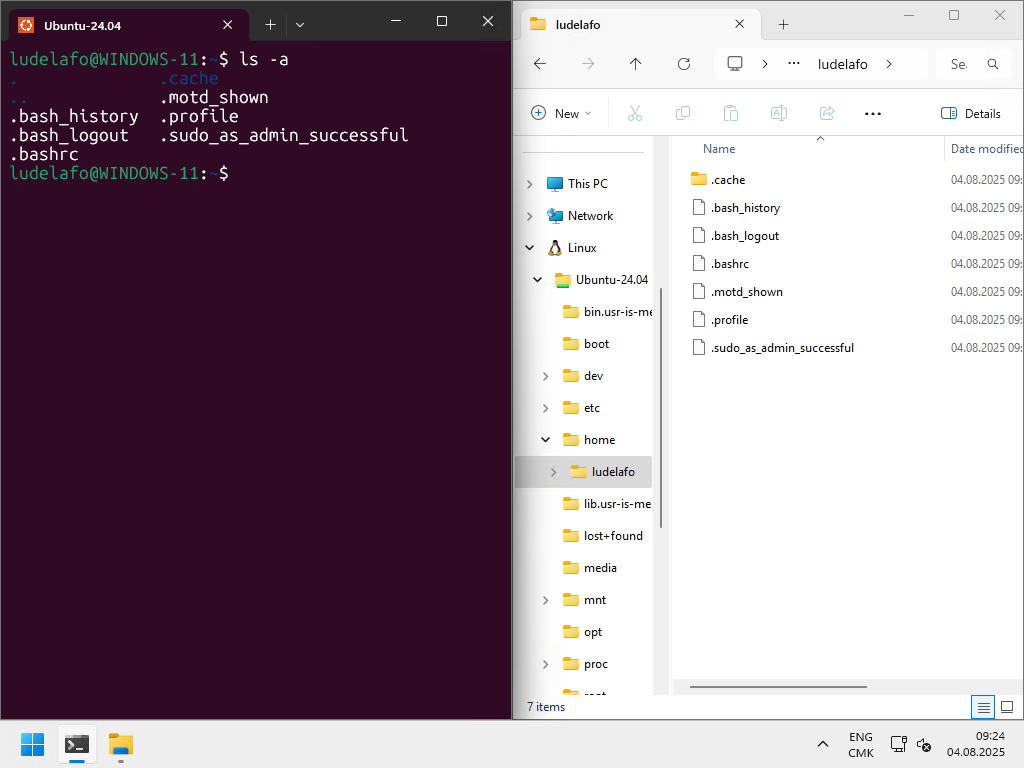 Ubuntu-24.04
ludelafo@WINDOWS-11:~$ ls -a
. .cache
.. .motd_shown
.bash_history .profile
.bash_logout .sudo_as_admin_successful
.bashrc
ludelafo@WINDOWS-11:~$
ludelafo
ludelafo
Se.
New
Details
Name
Date modified
This PC
Network
Linux
Ubuntu-24.04
bin.usr-is-me
boot
dev
etc
home
ludelafo
lib.usr-is-me
lost+found
media
mnt
opt
proc
.cache 04.08.2025 09:
.bash_history 04.08.2025 09:
.bash_logout 04.08.2025 09:
.bashrc 04.08.2025 09:
.motd_shown 04.08.2025 09:
.profile 04.08.2025 09:
.sudo_as_admin_successful 04.08.2025 09:
7 items
ENG
CMK
09:24
04.08.2025